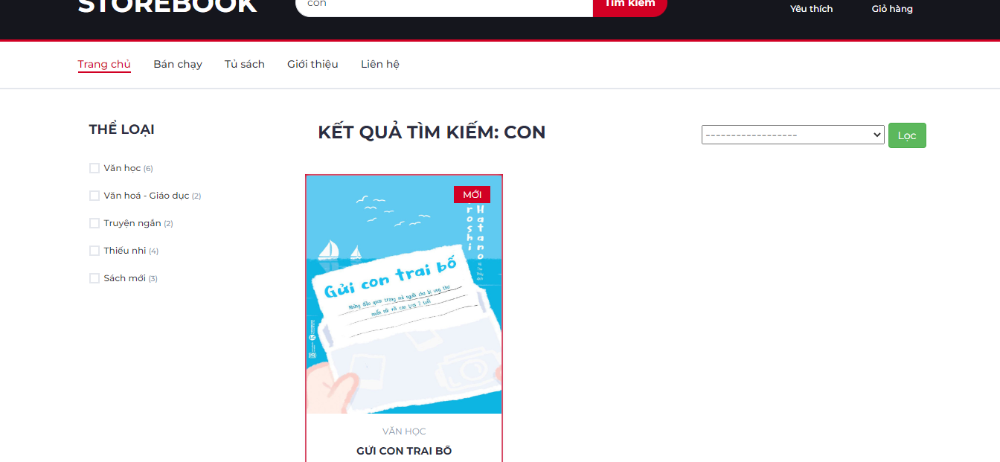 STOREBOOK
con
Tìm kiếm
Yêu thích
Giỏ hàng
Trang chủ
Bán chạy
Tủ sách
Giới thiệu
Liên hệ
THỂ LOẠI
Văn học (6)
Văn hoá - Giáo dục (2)
Truyện ngắn (2)
Thiếu nhi (4)
Sách mới (3)
KẾT QUẢ TÌM KIẾM: CON
------------------
Lọc
MỚI
roshi
Hatano
Gửi con trai bố
Những điều quan trọng mà người cha bị ung thư
muốn nói với con trai 2 tuổi
VĂN HỌC
GỬI CON TRAI BỐ